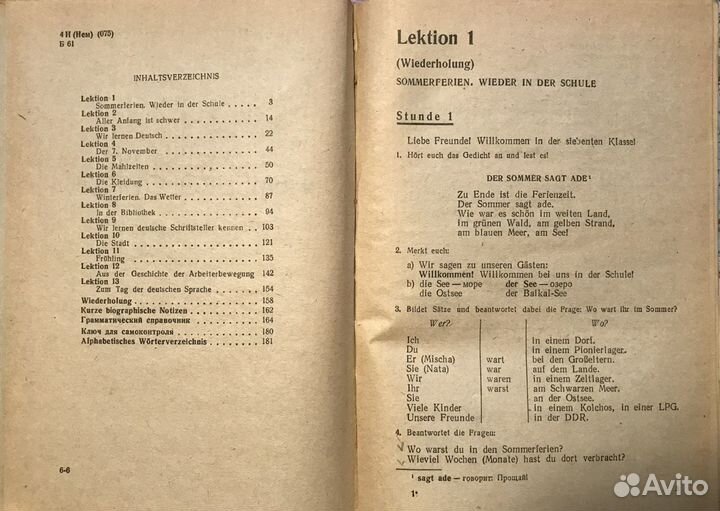 4 И (Нем) (075)
Б 61
INHALTSVERZEICHNIS
Lektion 1
Sommerferien. Wieder in der Schule . . . . . 3
Lektion 2
Aller Anfang ist schwer . . . . . 14
Lektion 3
Wir lernen Deutsch . . . . . 22
Lektion 4
Der 7. November . . . . . 44
Lektion 5
Die Mahlzeiten . . . . . 50
Lektion 6
Die Kleidung . . . . . 70
Lektion 7
Winterferien. Das Wetter . . . . . 87
Lektion 8
In der Bibliothek . . . . . 94
Lektion 9
Wir lernen deutsche Schriftsteller kennen . . 103
Lektion 10
Die Stadt . . . . . 121
Lektion 11
Frühling . . . . . 135
Lektion 12
Aus der Geschichte der Arbeiterbewegung 142
Lektion 13
Zum Tag der deutschen Sprache . . . . 154
Wiederholung . . . . . 158
Kurze biographische Notizen . . . . . 162
Грамматический справочник . . . . . 164
Ключ для самоконтроля . . . . . 180
Alphabetisches Wörterverzeichnis . . . . . 181
6-6
Lektion 1
(Wiederholung)
SOMMERFERIEN. WIEDER IN DER SCHULE
Stunde 1
Liebe Freunde! Willkommen in der siebenten Klasse!
1. Hört euch das Gedicht an und lest es!
DER SOMMER SAGT ADE¹
Zu Ende ist die Ferienzeit.
Der Sommer sagt ade.
Wie war es schön im weiten Land,
im grünen Wald, am gelben Strand,
am blauen Meer, am See!
2. Merkt euch:
a) Wir sagen zu unseren Gästen:
Willkommen! Willkommen bei uns in der Schule!
b) die See — море der See — озеро
die Ostsee der Baikal-See
3. Bildet Sätze und beantwortet dabei die Frage: Wo wart ihr im Sommer?
Wer? Wo?
Ich in einem Dorf.
Du in einem Pionierlager.
Er (Mischa) wart bei den Großeltern.
Sie (Nata) war auf dem Lande.
Wir waren in einem Zeltlager.
Ihr warst am Schwarzen Meer.
Sie an der Ostsee.
Viele Kinder in einem Kolchos, in einer LPG.
Unsere Freunde in der DDR.
4. Beantwortet die Fragen:
Wo warst du in den Sommerferien?
Wieviel Wochen (Monate) hast du dort verbracht?
¹ sagt ade — говорит: Прощай!
1*
Avito